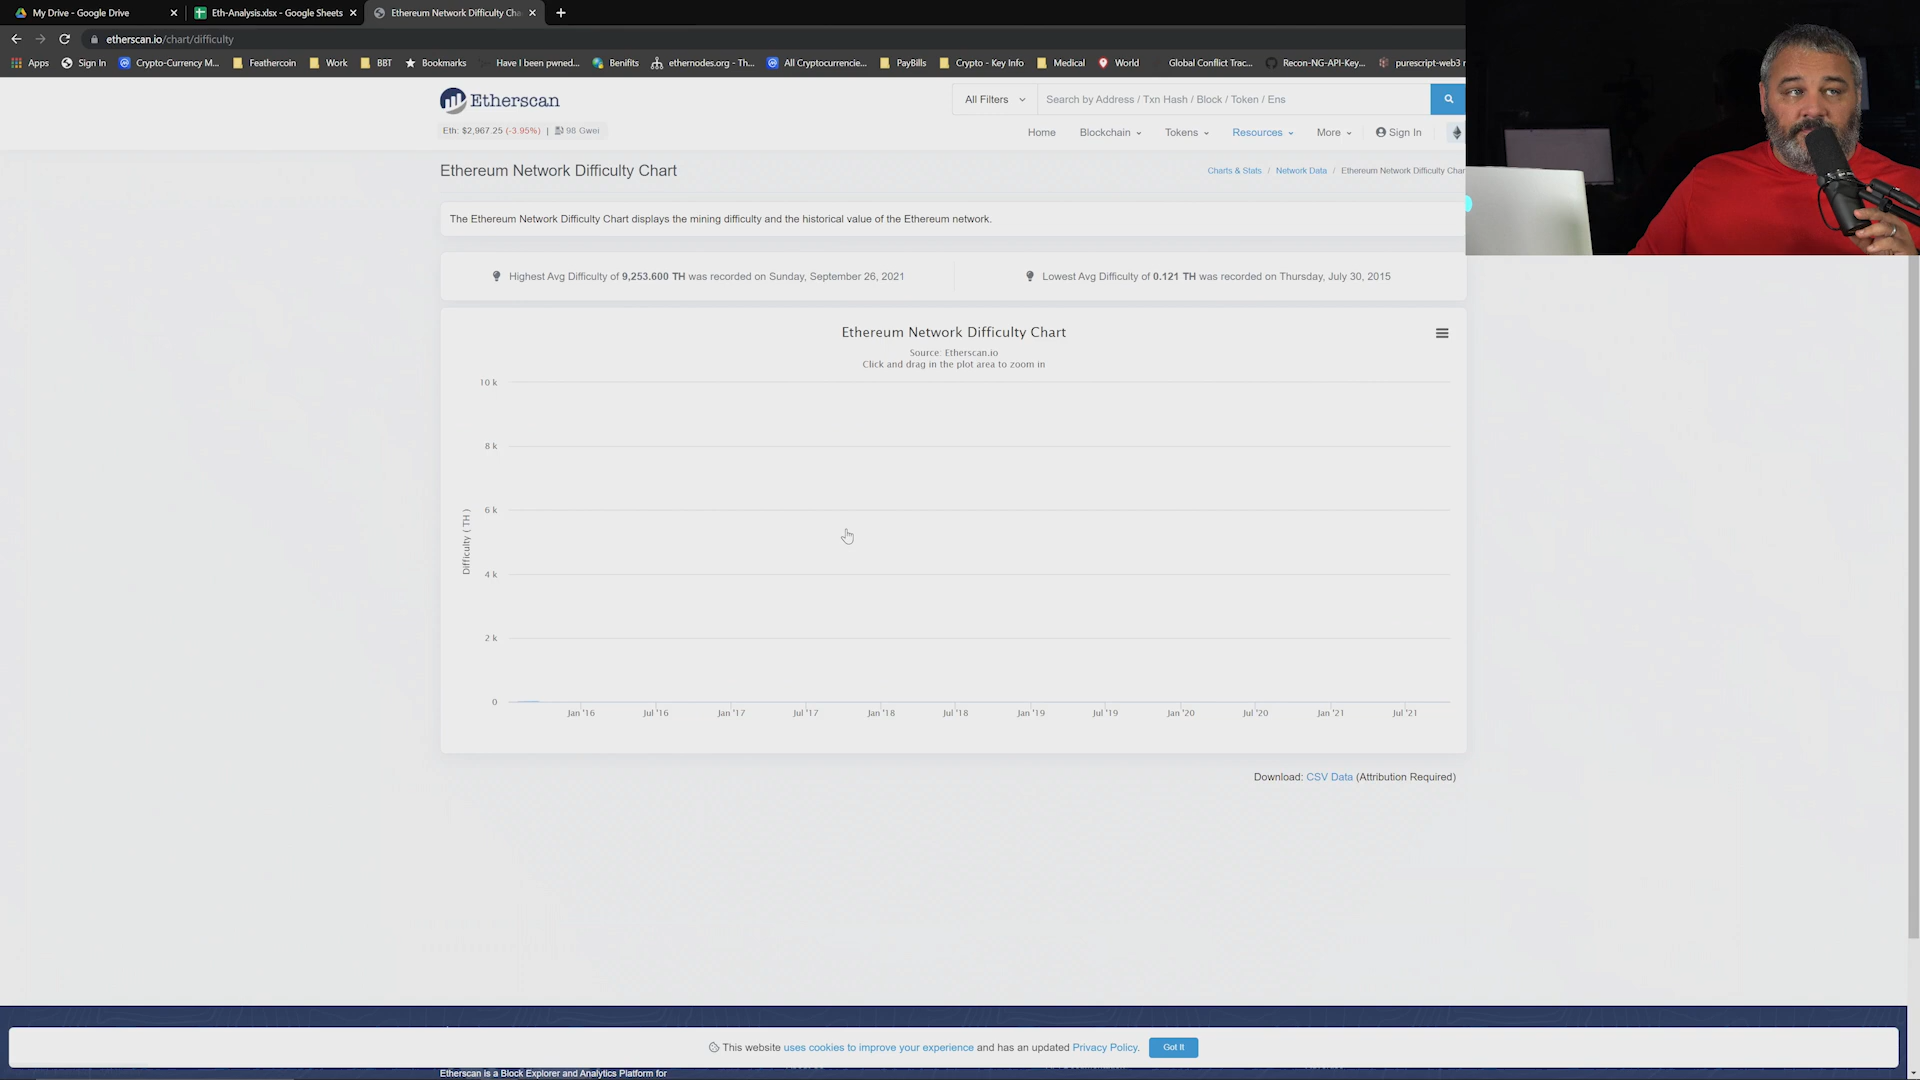 My Drive - Google Drive
Eth-Analysis.xlsx - Google Sheets
Ethereum Network Difficulty Cha
etherscan.io/chart/difficulty
Apps
Sign In
Crypto-Currency M...
Feathercoin
Work
BBT
Bookmarks
Have I been pwned...
Benifits
ethernodes.org - Th...
All Cryptocurrencie...
PayBills
Crypto - Key Info
Medical
World
Global Conflict Trac...
Recon-NG-API-Key...
purescript-web3
Etherscan
All Filters
Search by Address / Txn Hash / Block / Token / Ens
Eth: $2,967.25 (-3.95%) | 98 Gwei
Home
Blockchain
Tokens
Resources
More
Sign In
Ethereum Network Difficulty Chart
Charts & Stats / Network Data / Ethereum Network Difficulty Char
The Ethereum Network Difficulty Chart displays the mining difficulty and the historical value of the Ethereum network.
Highest Avg Difficulty of 9,253.600 TH was recorded on Sunday, September 26, 2021
Lowest Avg Difficulty of 0.121 TH was recorded on Thursday, July 30, 2015
Ethereum Network Difficulty Chart
Source: Etherscan.io
Click and drag in the plot area to zoom in
10 k
8 k
6 k
4 k
2 k
0
Difficulty ( TH )
Jan '16
Jul '16
Jan '17
Jul '17
Jan '18
Jul '18
Jan '19
Jul '19
Jan '20
Jul '20
Jan '21
Jul '21
Download: CSV Data (Attribution Required)
This website uses cookies to improve your experience and has an updated Privacy Policy.
Got It
Etherscan is a Block Explorer and Analytics Platform for